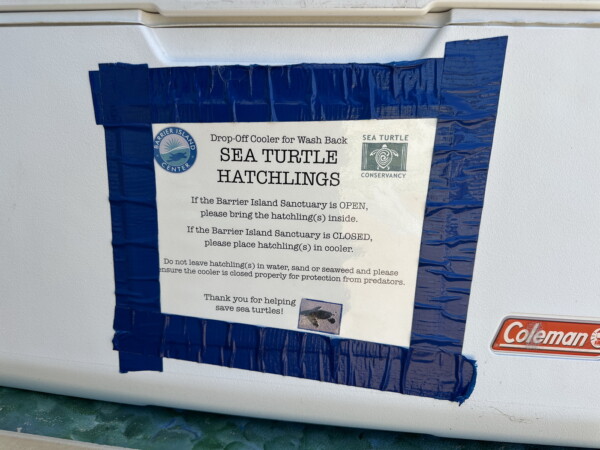 BARRIER ISLAND
CENTER
Drop-Off Cooler for Wash Back
SEA TURTLE
HATCHLINGS
SEA TURTLE
CONSERVANCY
If the Barrier Island Sanctuary is OPEN,
please bring the hatchling(s) inside.
If the Barrier Island Sanctuary is CLOSED,
please place hatchling(s) in cooler.
Do not leave hatchling(s) in water, sand or seaweed and please
ensure the cooler is closed properly for protection from predators.
Thank you for helping
save sea turtles!
Coleman